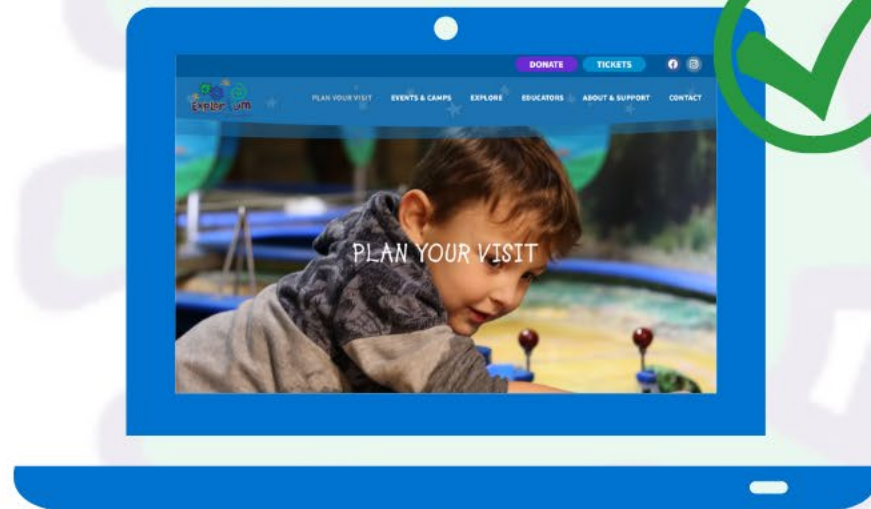 DONATE TICKETS
Explorium
PLAN YOUR VISIT EVENTS & CAMPS EXPLORE EDUCATORS ABOUT & SUPPORT CONTACT
PLAN YOUR VISIT